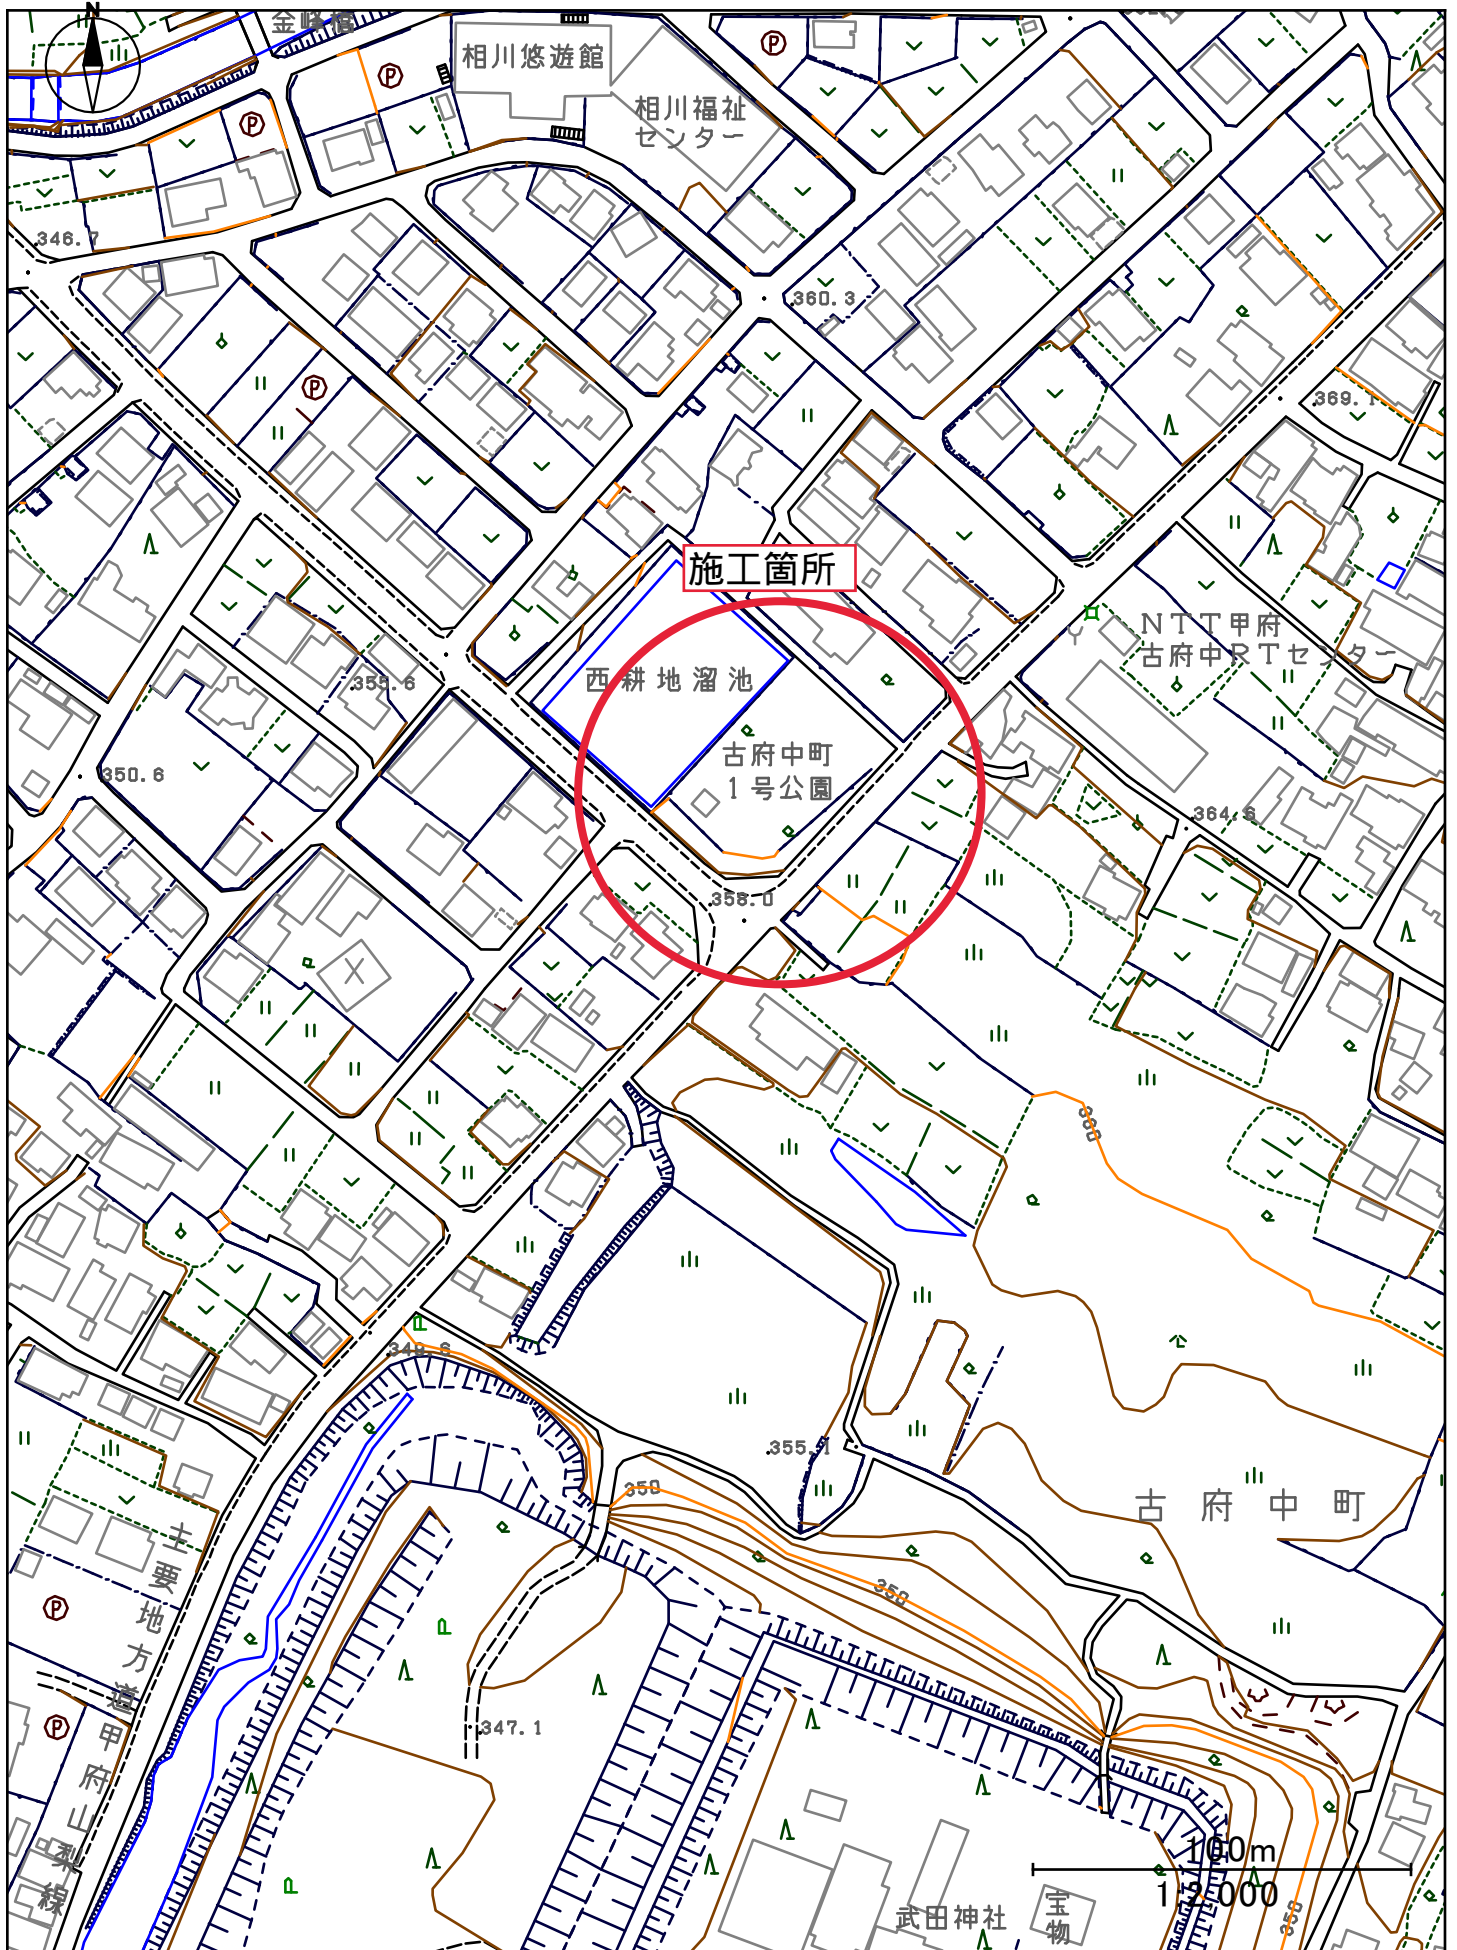 N
金峰橋
相川悠遊館
相川福祉
センター
P
P
P
346.7
360.3
P
369.1
施工箇所
NTT甲府
古府中RTセンター
西耕地溜池
355.6
古府中町
1号公園
350.6
364.6
358.0
360
349.6
355.1
350
古府中町
350
主要地方道甲府山梨線
P
P
347.1
100m
1:2,000
武田神社
宝物
350